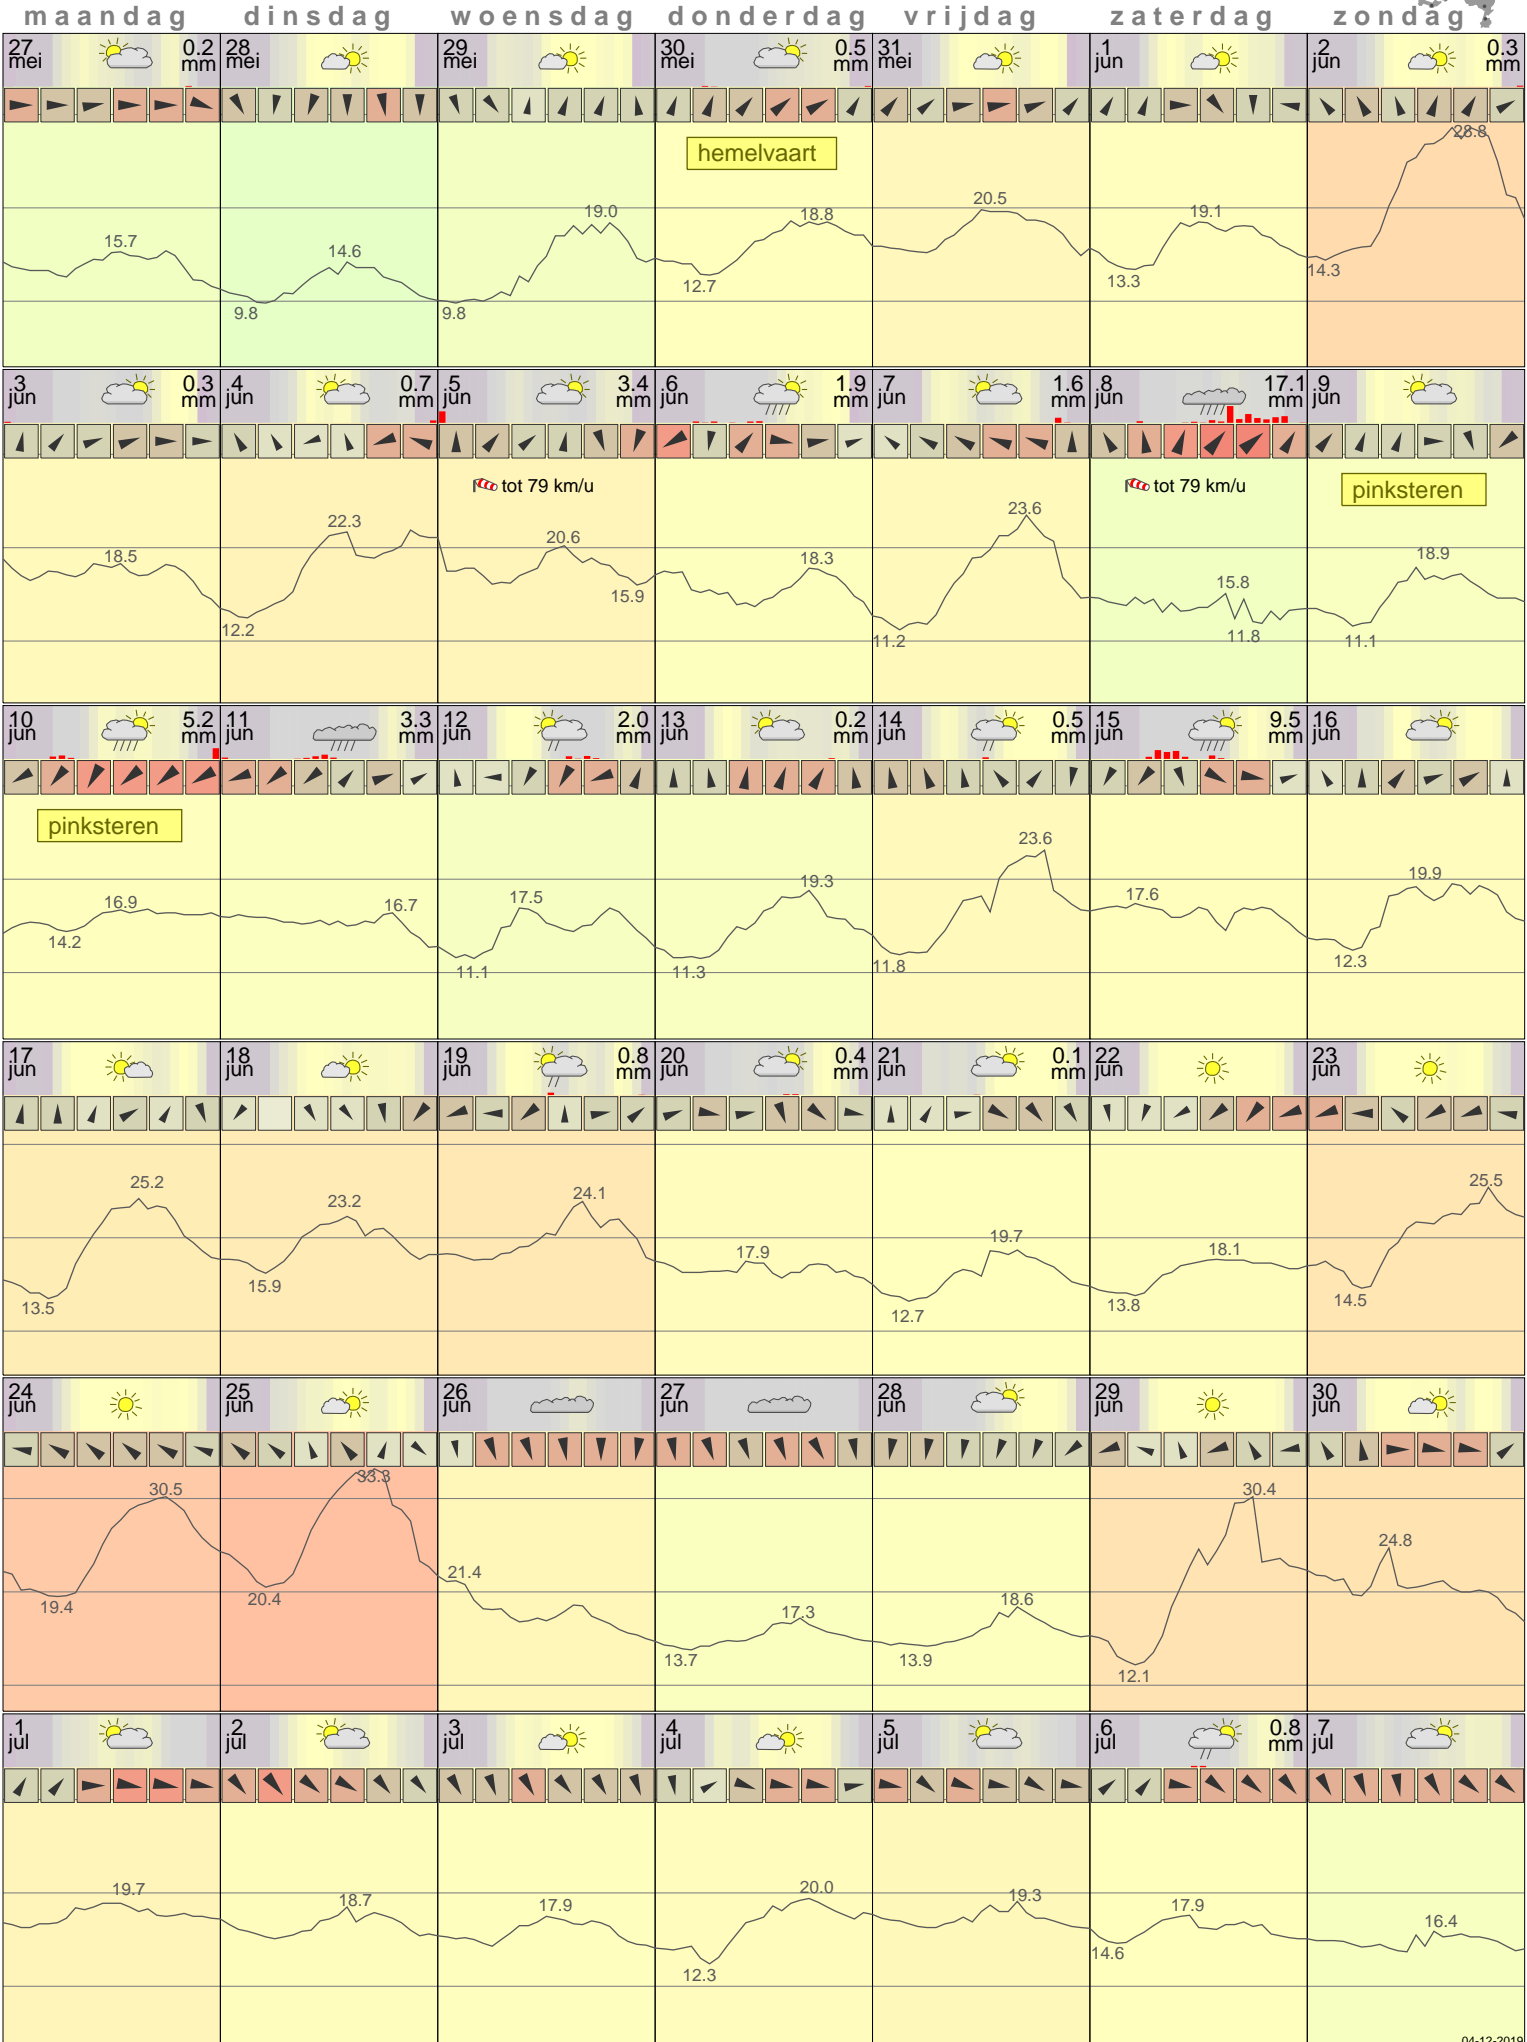 maandag dinsdag woensdag donderdag vrijdag zaterdag zondag
27 mei 0.2 mm 28 mei 29 mei 30 mei 0.5 mm 31 mei 1 jun 2 jun 0.3 mm
hemelvaart
15.7 9.8 14.6 9.8 19.0 12.7 18.8 20.5 13.3 19.1 14.3 28.8
3 jun 0.3 mm 4 jun 0.7 mm 5 jun 3.4 mm 6 jun 1.9 mm 7 jun 1.6 mm 8 jun 17.1 mm 9 jun
tot 79 km/u tot 79 km/u pinksteren
18.5 12.2 22.3 20.6 15.9 18.3 11.2 23.6 15.8 11.8 11.1 18.9
10 jun 5.2 mm 11 jun 3.3 mm 12 jun 2.0 mm 13 jun 0.2 mm 14 jun 0.5 mm 15 jun 9.5 mm 16 jun
pinksteren
14.2 16.9 16.7 11.1 17.5 11.3 19.3 11.8 23.6 17.6 12.3 19.9
17 jun 18 jun 19 jun 0.8 mm 20 jun 0.4 mm 21 jun 0.1 mm 22 jun 23 jun
13.5 25.2 15.9 23.2 24.1 17.9 12.7 19.7 13.8 18.1 14.5 25.5
24 jun 25 jun 26 jun 27 jun 28 jun 29 jun 30 jun
19.4 30.5 20.4 33.3 21.4 13.7 17.3 13.9 18.6 12.1 30.4 24.8
1 jul 2 jul 3 jul 4 jul 5 jul 6 jul 0.8 mm 7 jul
19.7 18.7 17.9 12.3 20.0 19.3 14.6 17.9 16.4
04-12-2019